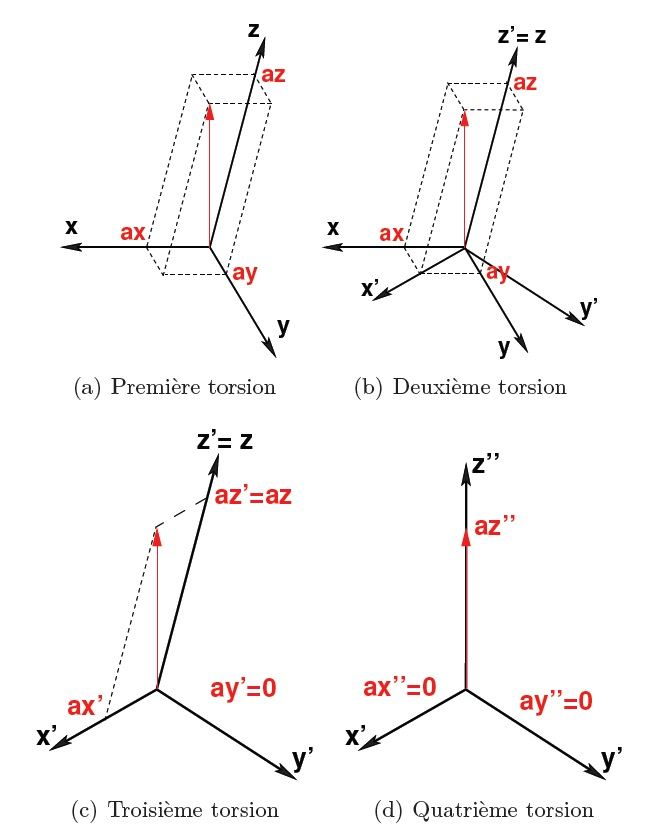 z
az
x
ax
ay
y
(a) Première torsion
z'= z
az
x
ax
ay
x'
y'
y
(b) Deuxième torsion
z'= z
az'=az
ay'=0
ax'
x'
y'
(c) Troisième torsion
z''
az''
ax''=0
ay''=0
x'
y'
(d) Quatrième torsion